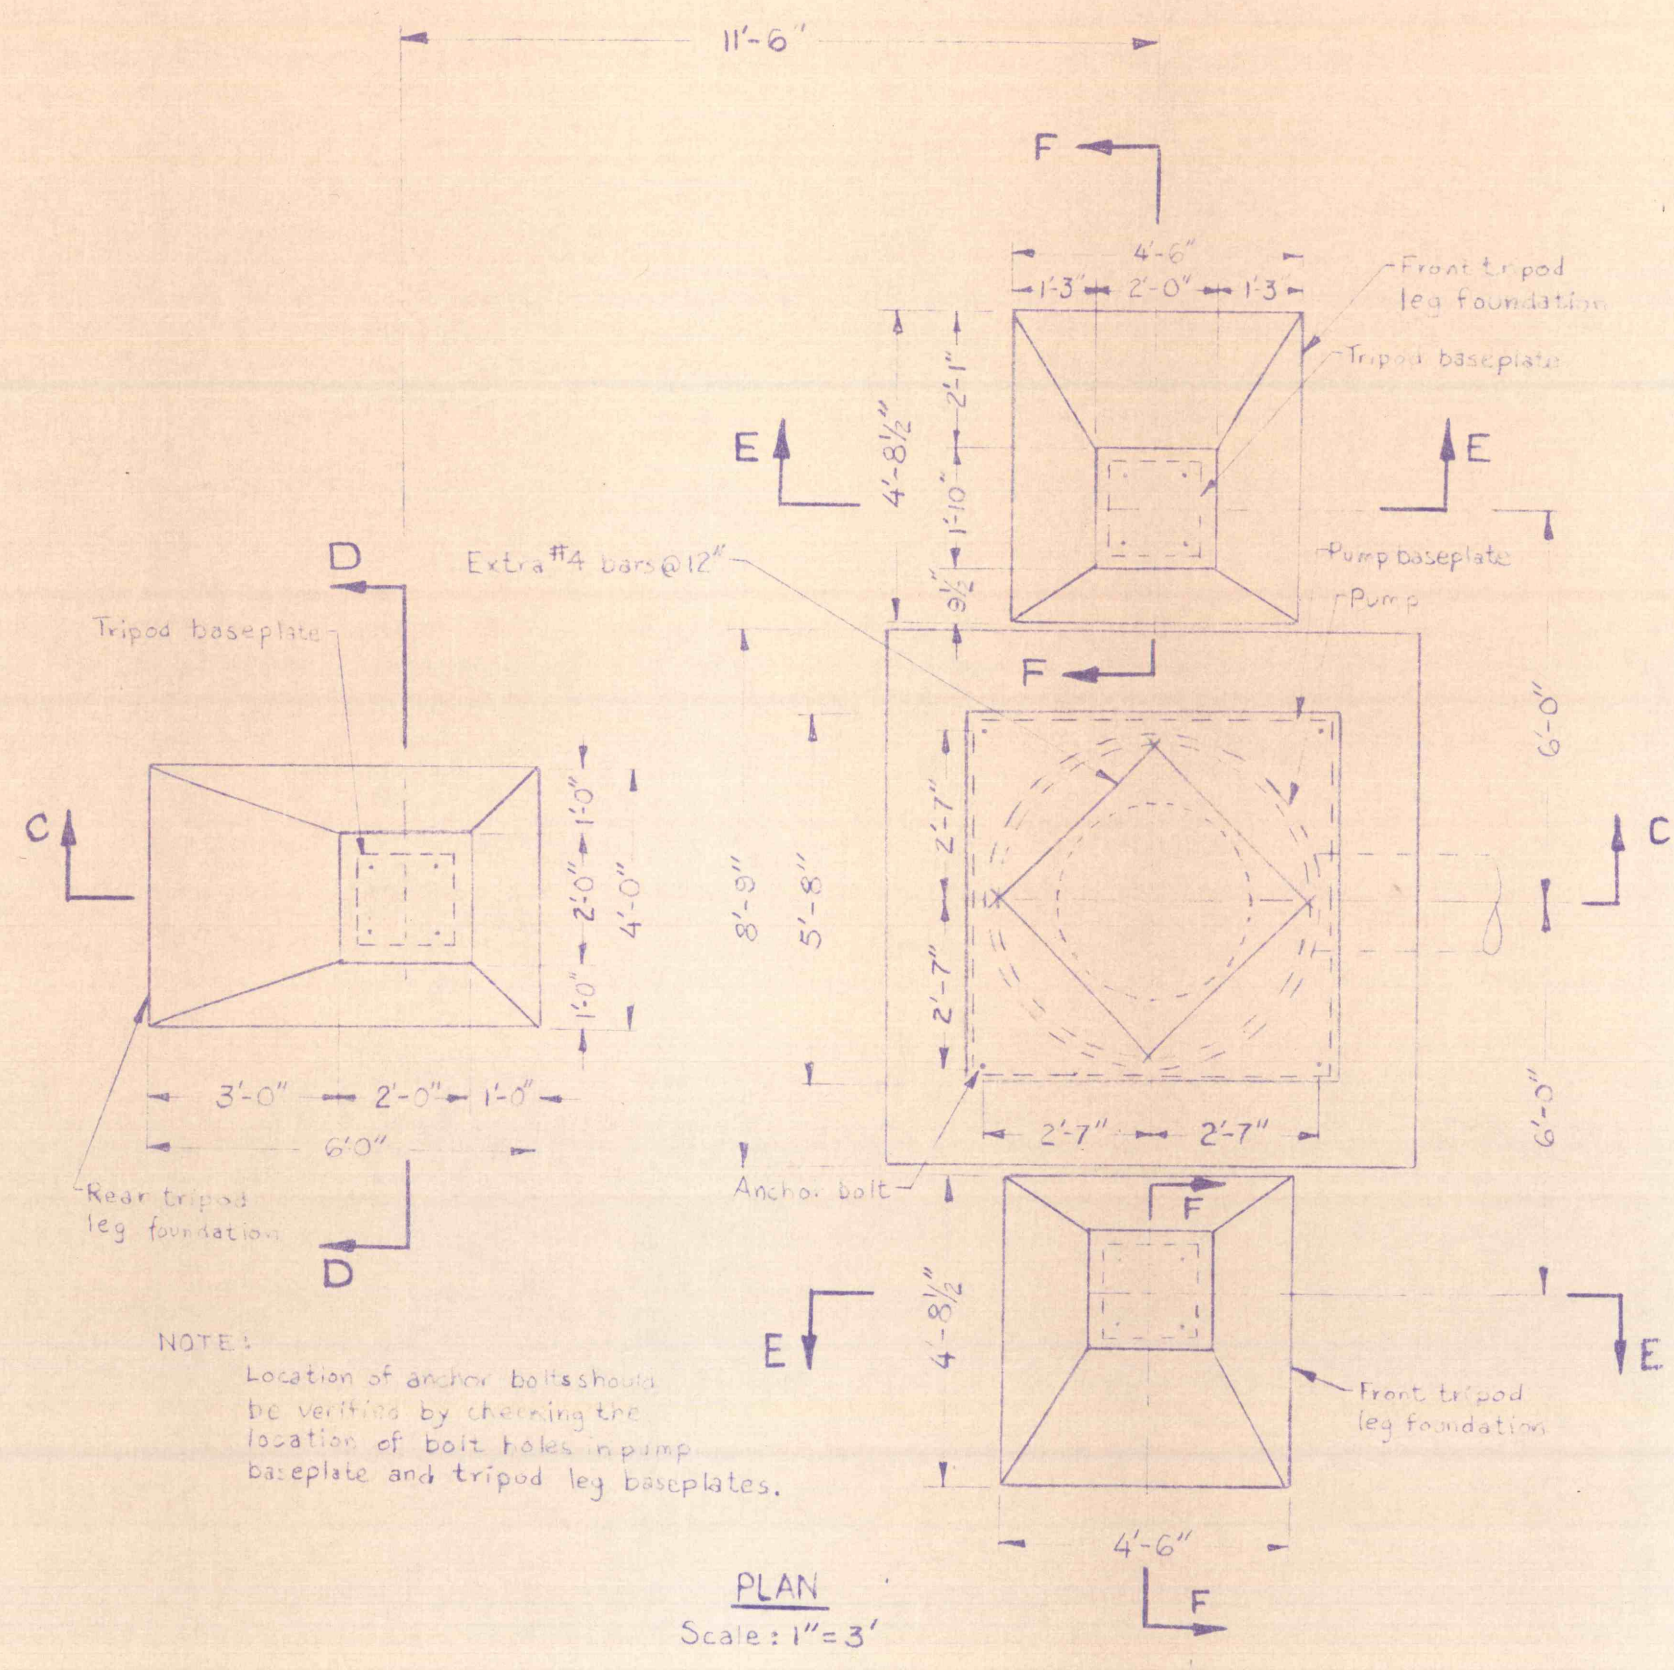 11'-6"
F
4'-6"
1'-3" 2'-0" 1'-3"
Front tripod
leg foundation
Tripod baseplate
4'-8½"
2'-1"
1'-10"
9½"
E
E
D
Extra #4 bars @ 12"
Pump baseplate
Pump
Tripod baseplate
F
6'-0"
C
1'-0"
2'-0"
1'-0"
4'-0"
8'-9"
5'-8"
2'-7"
2'-7"
C
3'-0" 2'-0" 1'-0"
6'0"
2'-7" 2'-7"
6'-0"
Rear tripod
leg foundation
Anchor bolt
F
D
4'-8½"
E
E
NOTE:
Location of anchor bolts should
be verified by checking the
location of bolt holes in pump
baseplate and tripod leg baseplates.
Front tripod
leg foundation
4'-6"
F
PLAN
Scale: 1"=3'